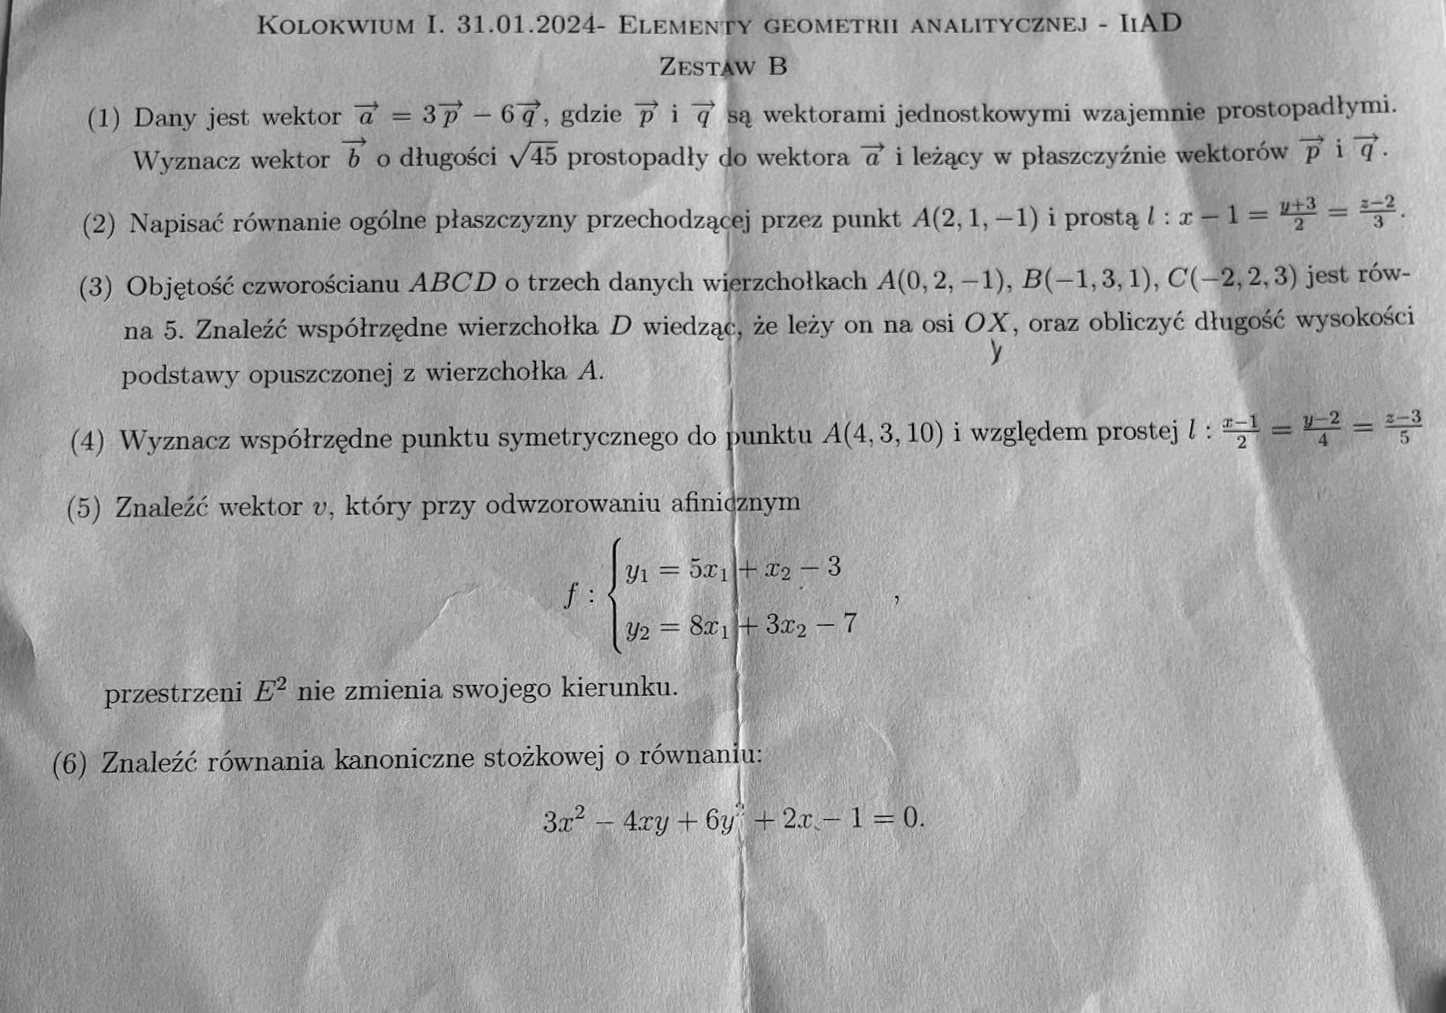 KOLOKWIUM I. 31.01.2024- ELEMENTY GEOMETRII ANALITYCZNEJ - IIAD
ZESTAW B
(1) Dany jest wektor $\overrightarrow{a} = 3\overrightarrow{p} - 6\overrightarrow{q}$, gdzie $\overrightarrow{p}$ i $\overrightarrow{q}$ są wektorami jednostkowymi wzajemnie prostopadłymi.
Wyznacz wektor $\overrightarrow{b}$ o długości $\sqrt{45}$ prostopadły do wektora $\overrightarrow{a}$ i leżący w płaszczyźnie wektorów $\overrightarrow{p}$ i $\overrightarrow{q}$.
(2) Napisać równanie ogólne płaszczyzny przechodzącej przez punkt $A(2, 1, -1)$ i prostą $l : x - 1 = \frac{y+3}{2} = \frac{z-2}{3}$.
(3) Objętość czworościanu $ABCD$ o trzech danych wierzchołkach $A(0, 2, -1)$, $B(-1, 3, 1)$, $C(-2, 2, 3)$ jest rów-
na 5. Znaleźć współrzędne wierzchołka $D$ wiedząc, że leży on na osi $OX$, oraz obliczyć długość wysokości
y
podstawy opuszczonej z wierzchołka $A$.
(4) Wyznacz współrzędne punktu symetrycznego do punktu $A(4, 3, 10)$ i względem prostej $l : \frac{x-1}{2} = \frac{y-2}{4} = \frac{z-3}{5}$
(5) Znaleźć wektor $v$, który przy odwzorowaniu afinicznym
$f : \begin{cases} y_1 = 5x_1 + x_2 - 3 \\ y_2 = 8x_1 + 3x_2 - 7 \end{cases}$,
przestrzeni $E^2$ nie zmienia swojego kierunku.
(6) Znaleźć równania kanoniczne stożkowej o równaniu:
$3x^2 - 4xy + 6y^2 + 2x - 1 = 0.$